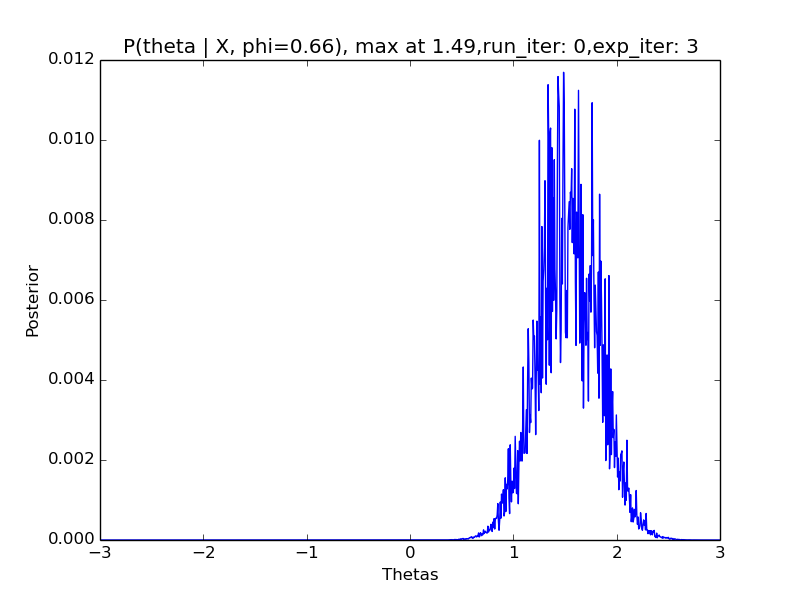 P(theta | X, phi=0.66), max at 1.49,run_iter: 0,exp_iter: 3
0.012
0.010
0.008
0.006
0.004
0.002
0.000
Posterior
−3 −2 −1 0 1 2 3
Thetas